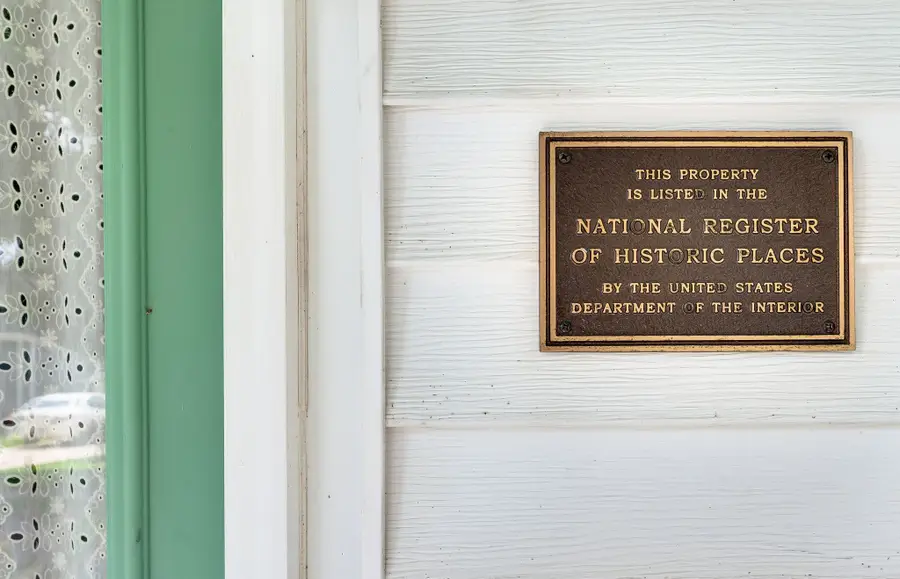 THIS PROPERTY
IS LISTED IN THE
NATIONAL REGISTER
OF HISTORIC PLACES
BY THE UNITED STATES
DEPARTMENT OF THE INTERIOR